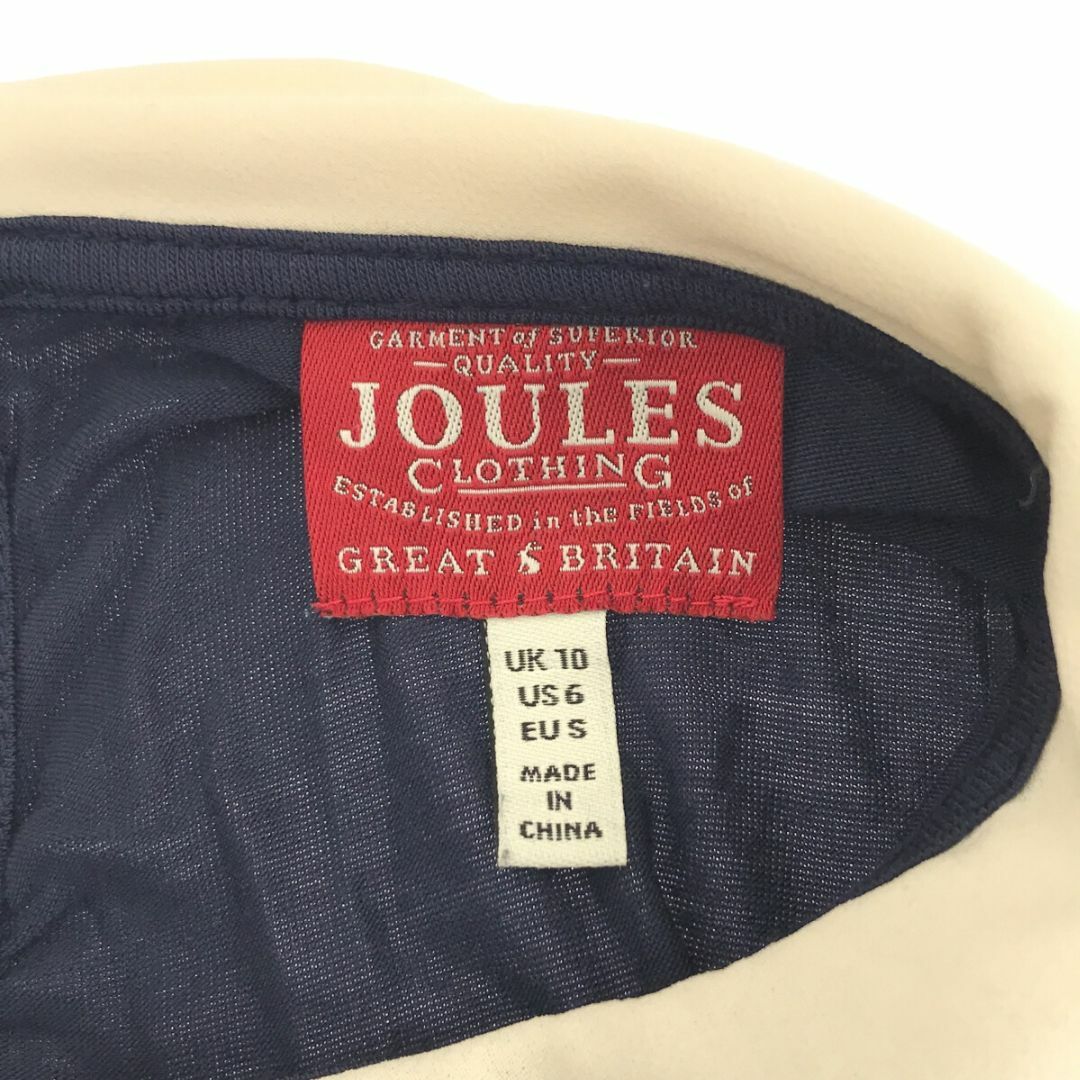 GARMENT of SUPERIOR
QUALITY
JOULES
CLOTHING
ESTABLISHED in the FIELDS of
GREAT BRITAIN
UK 10
US 6
EU S
MADE
IN
CHINA